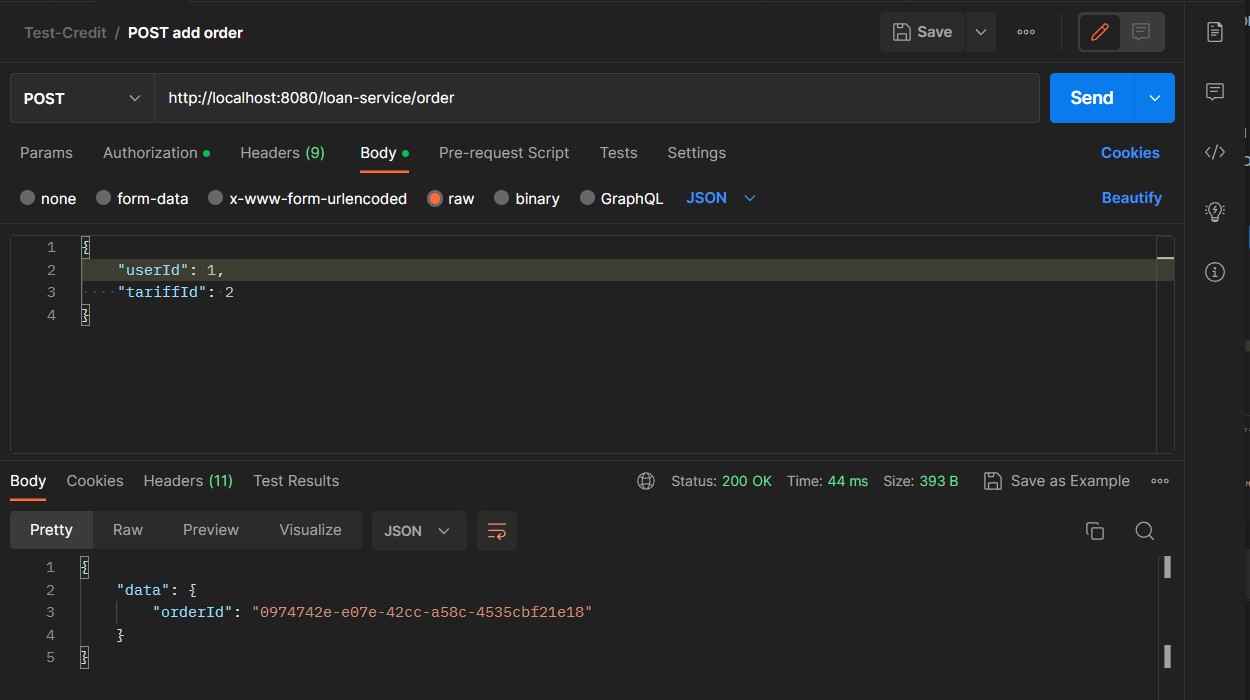 Test-Credit / POST add order Save
POST http://localhost:8080/loan-service/order Send
Params Authorization Headers (9) Body Pre-request Script Tests Settings Cookies
none form-data x-www-form-urlencoded raw binary GraphQL JSON Beautify
1 {
2 "userId": 1,
3 "tariffId": 2
4 }
Body Cookies Headers (11) Test Results Status: 200 OK Time: 44 ms Size: 393 B Save as Example
Pretty Raw Preview Visualize JSON
1 {
2 "data": {
3 "orderId": "0974742e-e07e-42cc-a58c-4535cbf21e18"
4 }
5 }